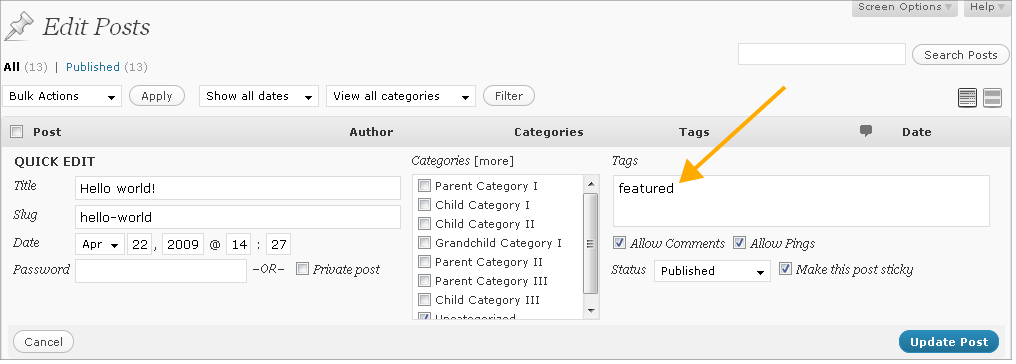 Screen Options Help
Edit Posts
All (13) | Published (13)
Search Posts
Bulk Actions Apply Show all dates View all categories Filter
Post Author Categories Tags Date
QUICK EDIT
Title Hello world!
Slug hello-world
Date Apr 22 , 2009 @ 14 : 27
Password –OR– Private post
Categories [more]
Parent Category I
Child Category I
Child Category II
Grandchild Category I
Parent Category II
Parent Category III
Child Category III
Uncategorized
Tags
featured
Allow Comments Allow Pings
Status Published Make this post sticky
Cancel Update Post